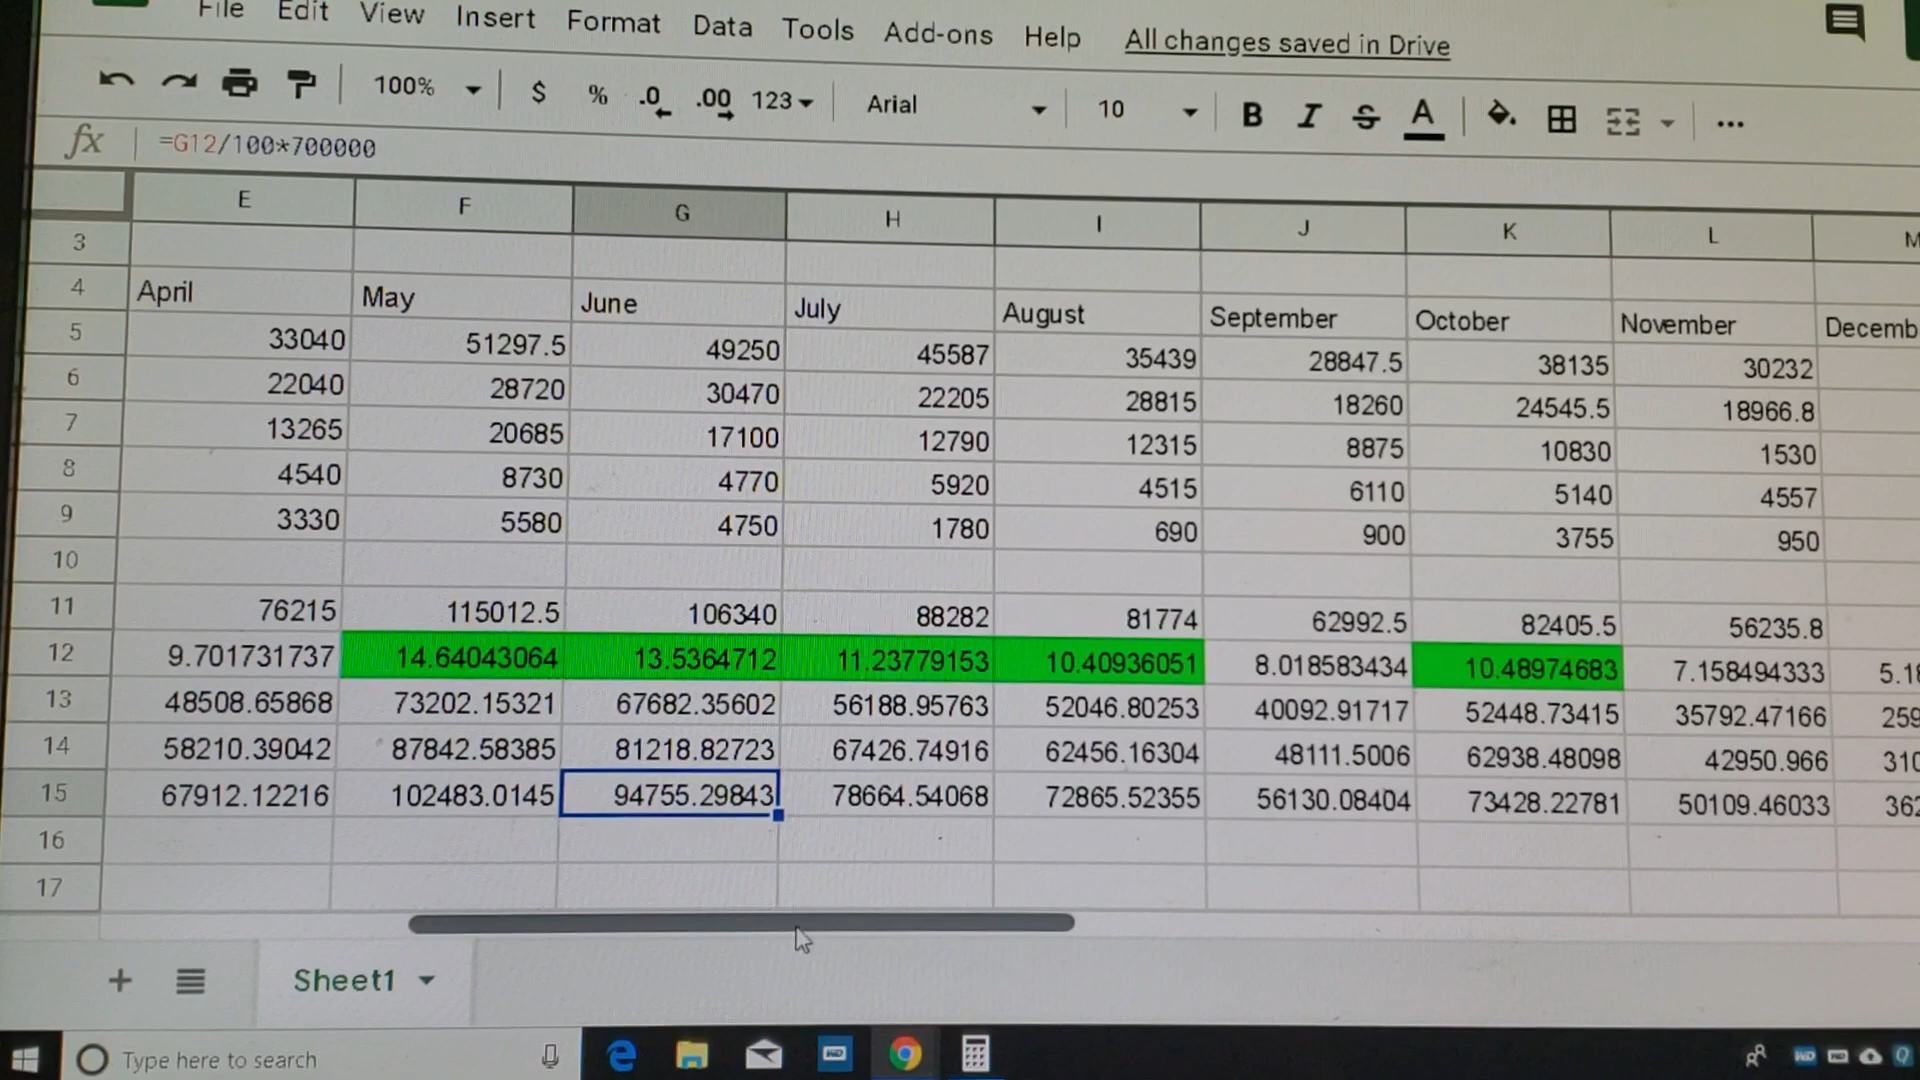 File Edit View Insert Format Data Tools Add-ons Help All changes saved in Drive
100% $ % .0 .00 123 Arial 10 B I S A ...
fx =G12/100*700000
E F G H I J K L M
3
4 April May June July August September October November Decemb
5 33040 51297.5 49250 45587 35439 28847.5 38135 30232
6 22040 28720 30470 22205 28815 18260 24545.5 18966.8
7 13265 20685 17100 12790 12315 8875 10830 1530
8 4540 8730 4770 5920 4515 6110 5140 4557
9 3330 5580 4750 1780 690 900 3755 950
10
11 76215 115012.5 106340 88282 81774 62992.5 82405.5 56235.8
12 9.701731737 14.64043064 13.5364712 11.23779153 10.40936051 8.018583434 10.48974683 7.158494333 5.18
13 48508.65868 73202.15321 67682.35602 56188.95763 52046.80253 40092.91717 52448.73415 35792.47166 259
14 58210.39042 87842.58385 81218.82723 67426.74916 62456.16304 48111.5006 62938.48098 42950.966 310
15 67912.12216 102483.0145 94755.29843 78664.54068 72865.52355 56130.08404 73428.22781 50109.46033 362
16
17
+ Sheet1
Type here to search